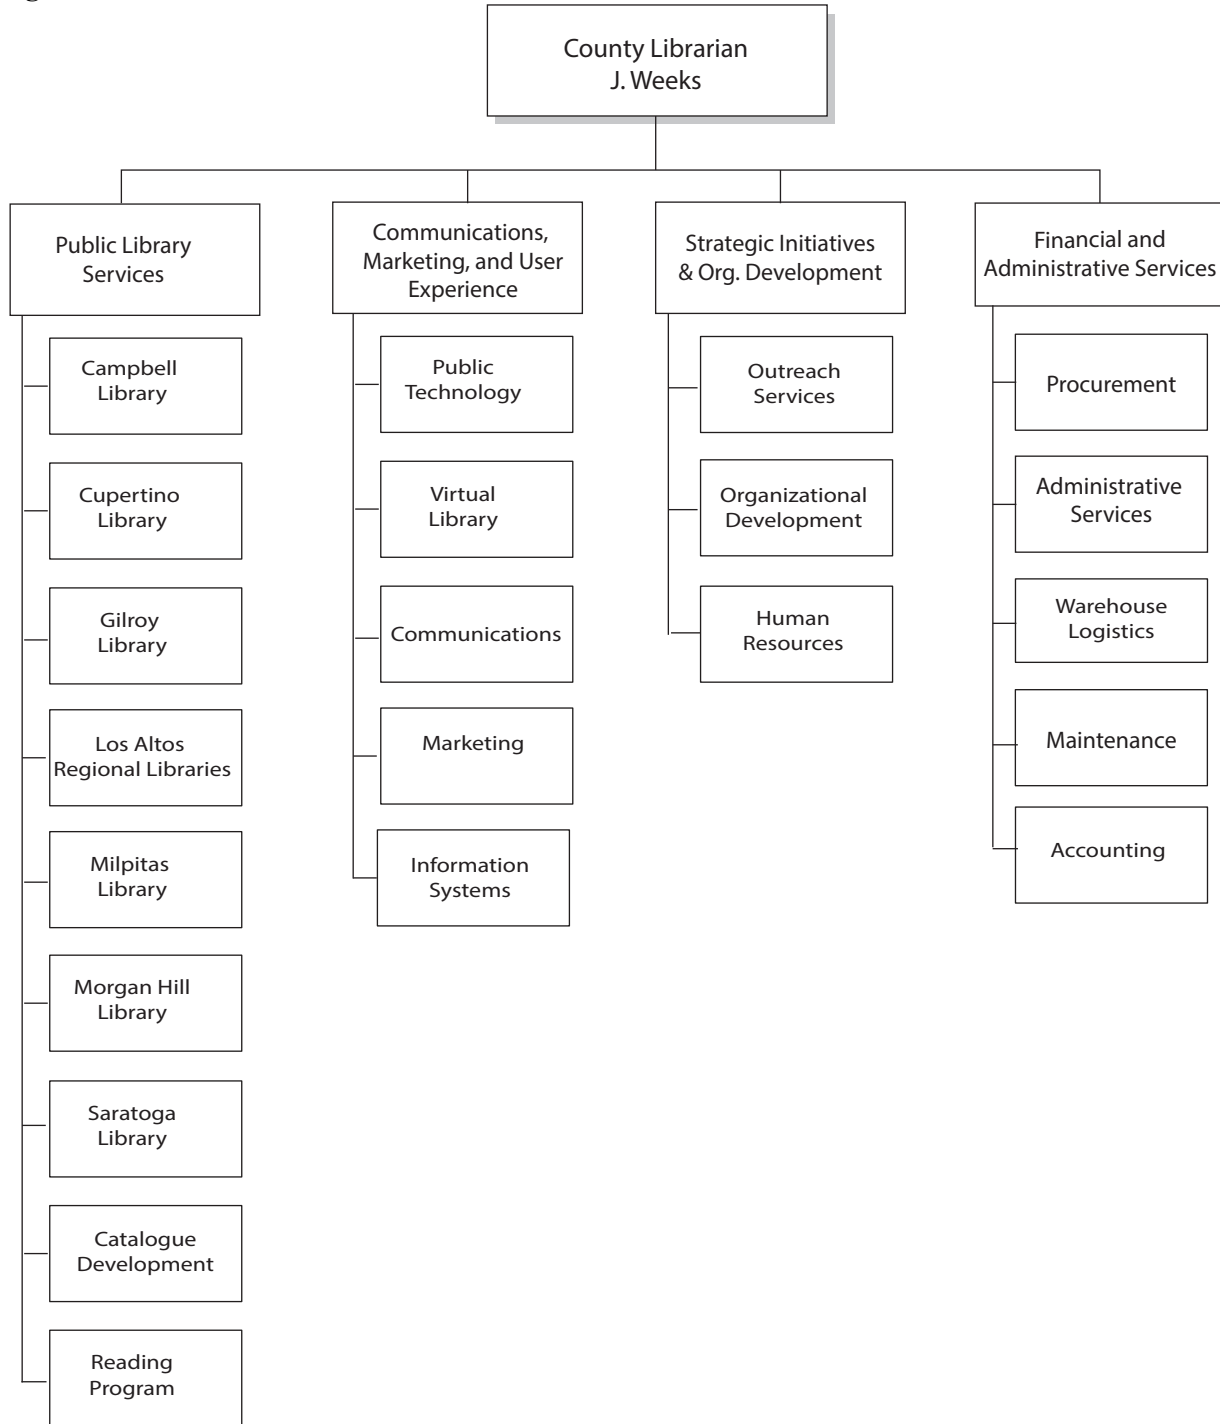 County Librarian
J. Weeks
Public Library
Services
Campbell
Library
Cupertino
Library
Gilroy
Library
Los Altos
Regional Libraries
Milpitas
Library
Morgan Hill
Library
Saratoga
Library
Catalogue
Development
Reading
Program
Communications,
Marketing, and User
Experience
Public
Technology
Virtual
Library
Communications
Marketing
Information
Systems
Strategic Initiatives
& Org. Development
Outreach
Services
Organizational
Development
Human
Resources
Financial and
Administrative Services
Procurement
Administrative
Services
Warehouse
Logistics
Maintenance
Accounting